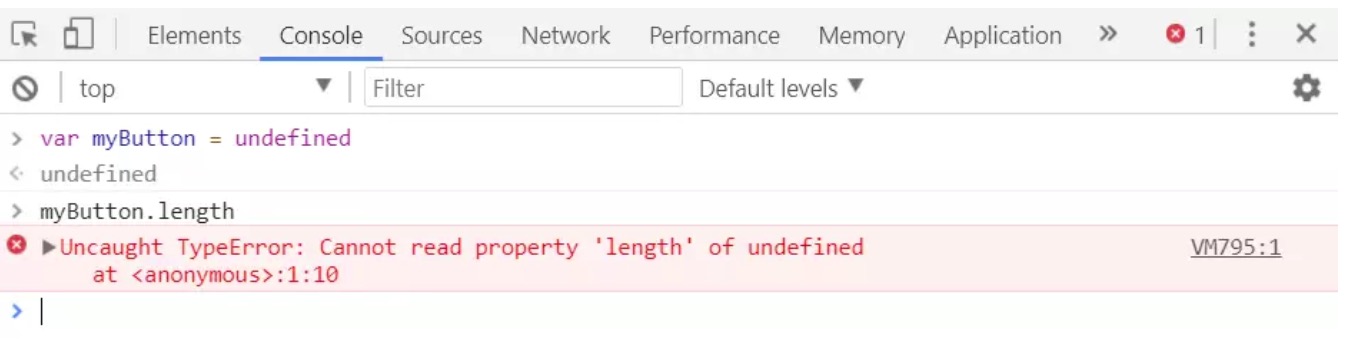 Elements Console Sources Network Performance Memory Application » 1
top Filter Default levels
> var myButton = undefined
undefined
> myButton.length
Uncaught TypeError: Cannot read property 'length' of undefined VM795:1
at <anonymous>:1:10
>